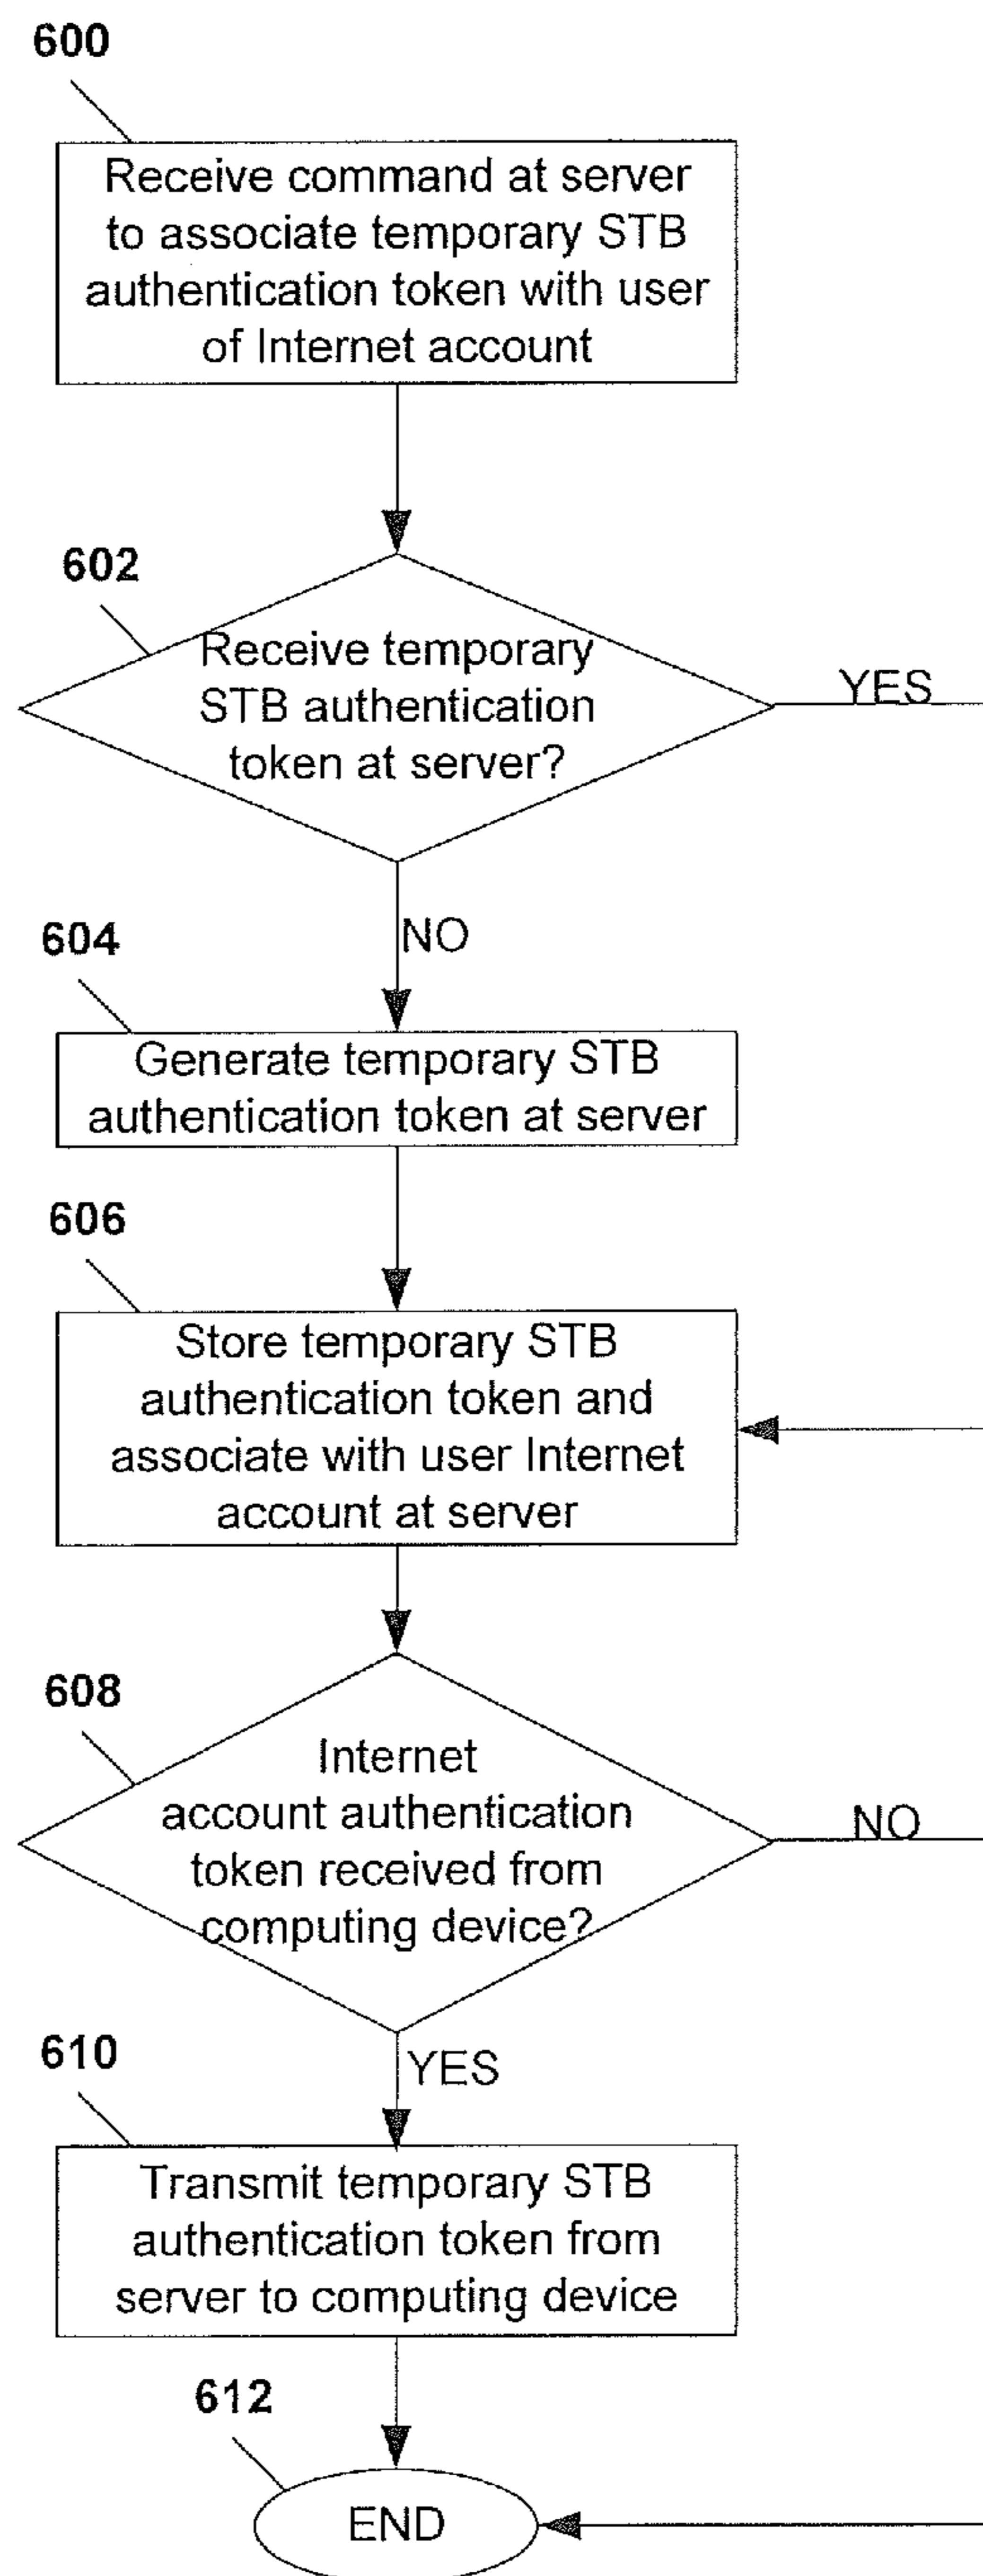 600
Receive command at server
to associate temporary STB
authentication token with user
of Internet account
602
Receive temporary
STB authentication
token at server?
YES
NO
604
Generate temporary STB
authentication token at server
606
Store temporary STB
authentication token and
associate with user Internet
account at server
608
Internet
account authentication
token received from
computing device?
NO
YES
610
Transmit temporary STB
authentication token from
server to computing device
612
END